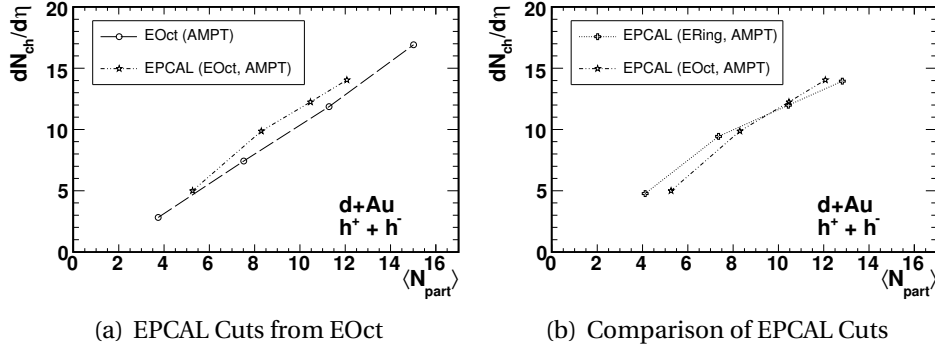 dN_ch/dη
20
15
10
5
0
EOct (AMPT)
EPCAL (EOct, AMPT)
d+Au
h⁺ + h⁻
0 2 4 6 8 10 12 14 16
⟨N_part⟩
(a) EPCAL Cuts from EOct
dN_ch/dη
20
15
10
5
0
EPCAL (ERing, AMPT)
EPCAL (EOct, AMPT)
d+Au
h⁺ + h⁻
0 2 4 6 8 10 12 14 16
⟨N_part⟩
(b) Comparison of EPCAL Cuts